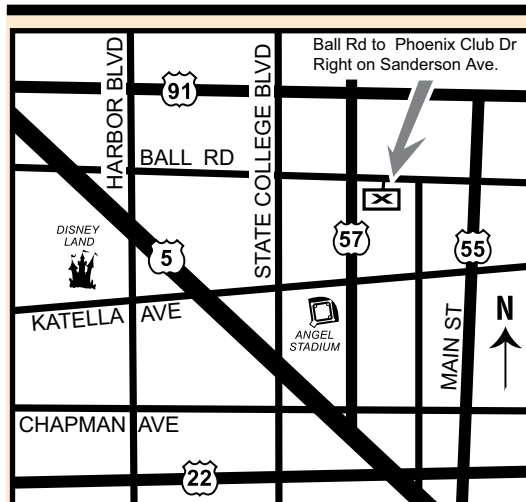 Ball Rd to Phoenix Club Dr
Right on Sanderson Ave.
HARBOR BLVD
STATE COLLEGE BLVD
91
BALL RD
DISNEY
LAND
5
57
55
KATELLA AVE
ANGEL
STADIUM
MAIN ST
N
CHAPMAN AVE
22
X